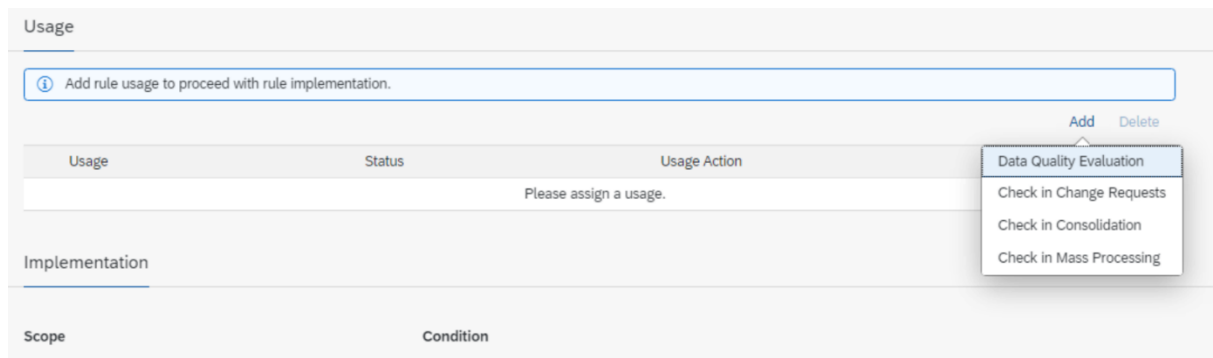 Usage
Add rule usage to proceed with rule implementation.
Add Delete
Usage Status Usage Action
Data Quality Evaluation
Please assign a usage.
Check in Change Requests
Check in Consolidation
Check in Mass Processing
Implementation
Scope Condition